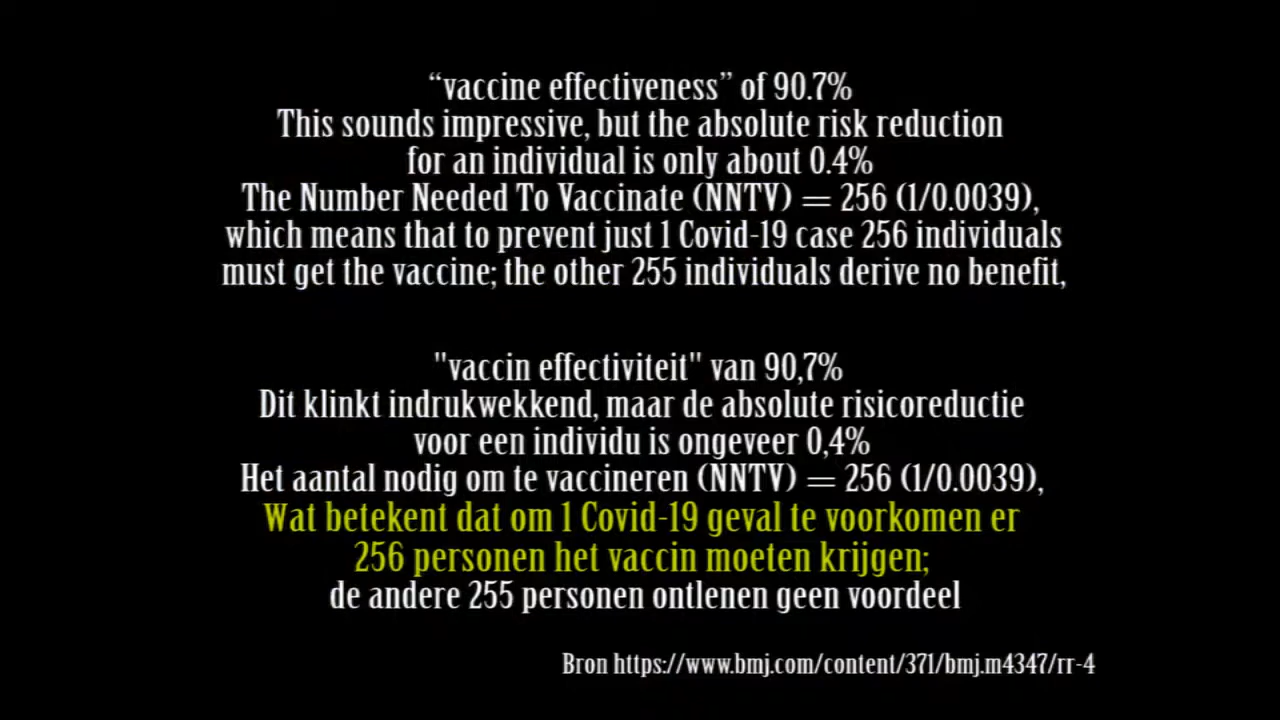 “vaccine effectiveness” of 90.7%
This sounds impressive, but the absolute risk reduction
for an individual is only about 0.4%
The Number Needed To Vaccinate (NNTV) = 256 (1/0.0039),
which means that to prevent just 1 Covid-19 case 256 individuals
must get the vaccine; the other 255 individuals derive no benefit,
"vaccin effectiviteit" van 90,7%
Dit klinkt indrukwekkend, maar de absolute risicoreductie
voor een individu is ongeveer 0,4%
Het aantal nodig om te vaccineren (NNTV) = 256 (1/0.0039),
Wat betekent dat om 1 Covid-19 geval te voorkomen er
256 personen het vaccin moeten krijgen;
de andere 255 personen ontlenen geen voordeel
Bron https://www.bmj.com/content/371/bmj.m4347/rr-4